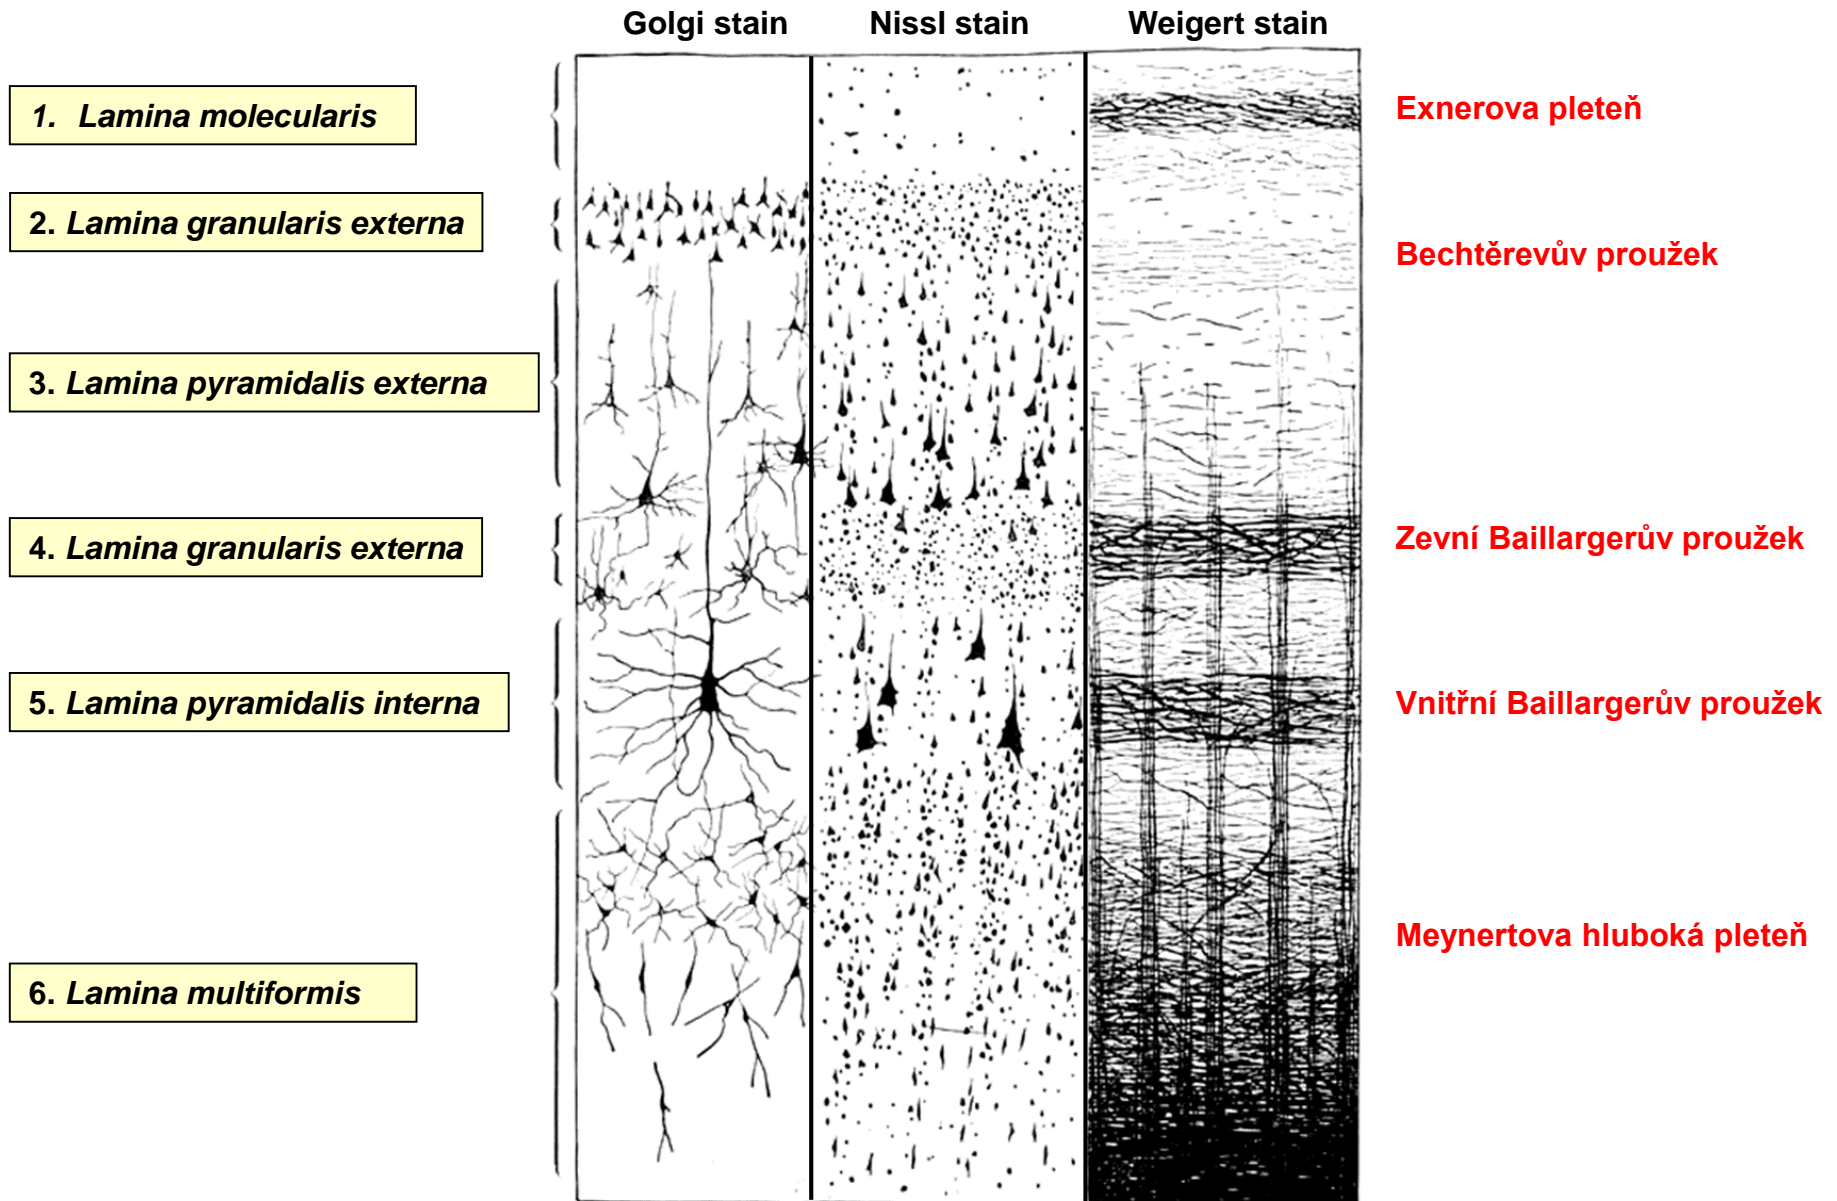 Golgi stain Nissl stain Weigert stain
1. Lamina molecularis
Exnerova pleteň
2. Lamina granularis externa
Bechtěrevův proužek
3. Lamina pyramidalis externa
4. Lamina granularis externa
Zevní Baillargerův proužek
5. Lamina pyramidalis interna
Vnitřní Baillargerův proužek
Meynertova hluboká pleteň
6. Lamina multiformis